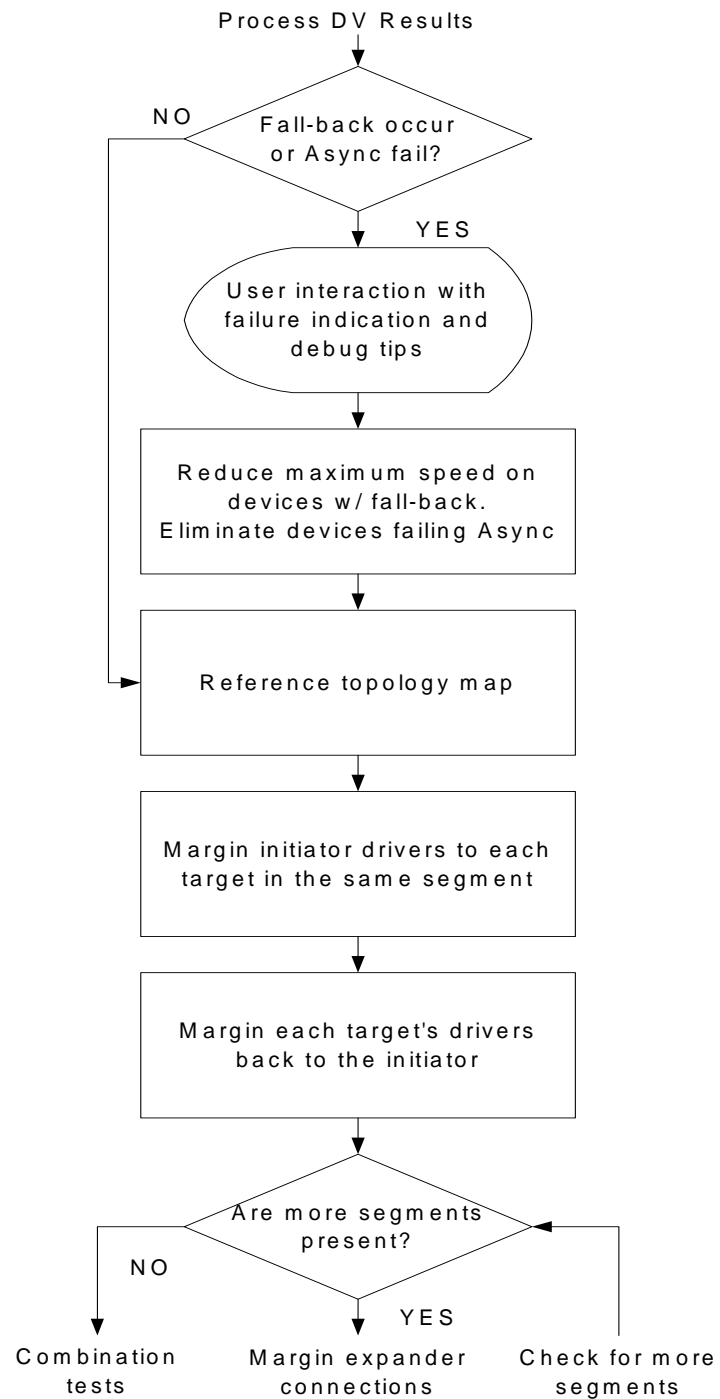 Process DV Results
NO
Fall-back occur
or Async fail?
YES
User interaction with
failure indication and
debug tips
Reduce maximum speed on
devices w/ fall-back.
Eliminate devices failing Async
Reference topology map
Margin initiator drivers to each
target in the same segment
Margin each target's drivers
back to the initiator
Are more segments
present?
NO
YES
Combination
tests
Margin expander
connections
Check for more
segments